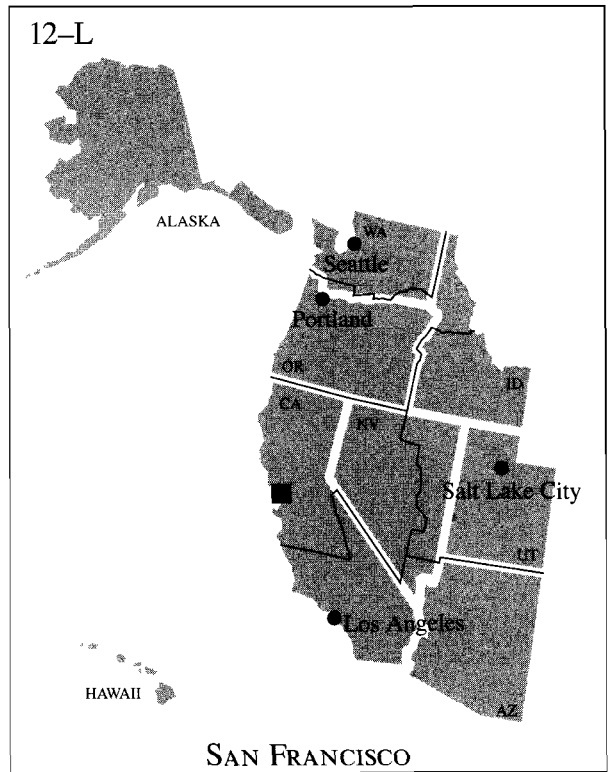 12–L
ALASKA
WA
Seattle
Portland
OR
ID
CA
NV
Salt Lake City
UT
Los Angeles
HAWAII
AZ
SAN FRANCISCO